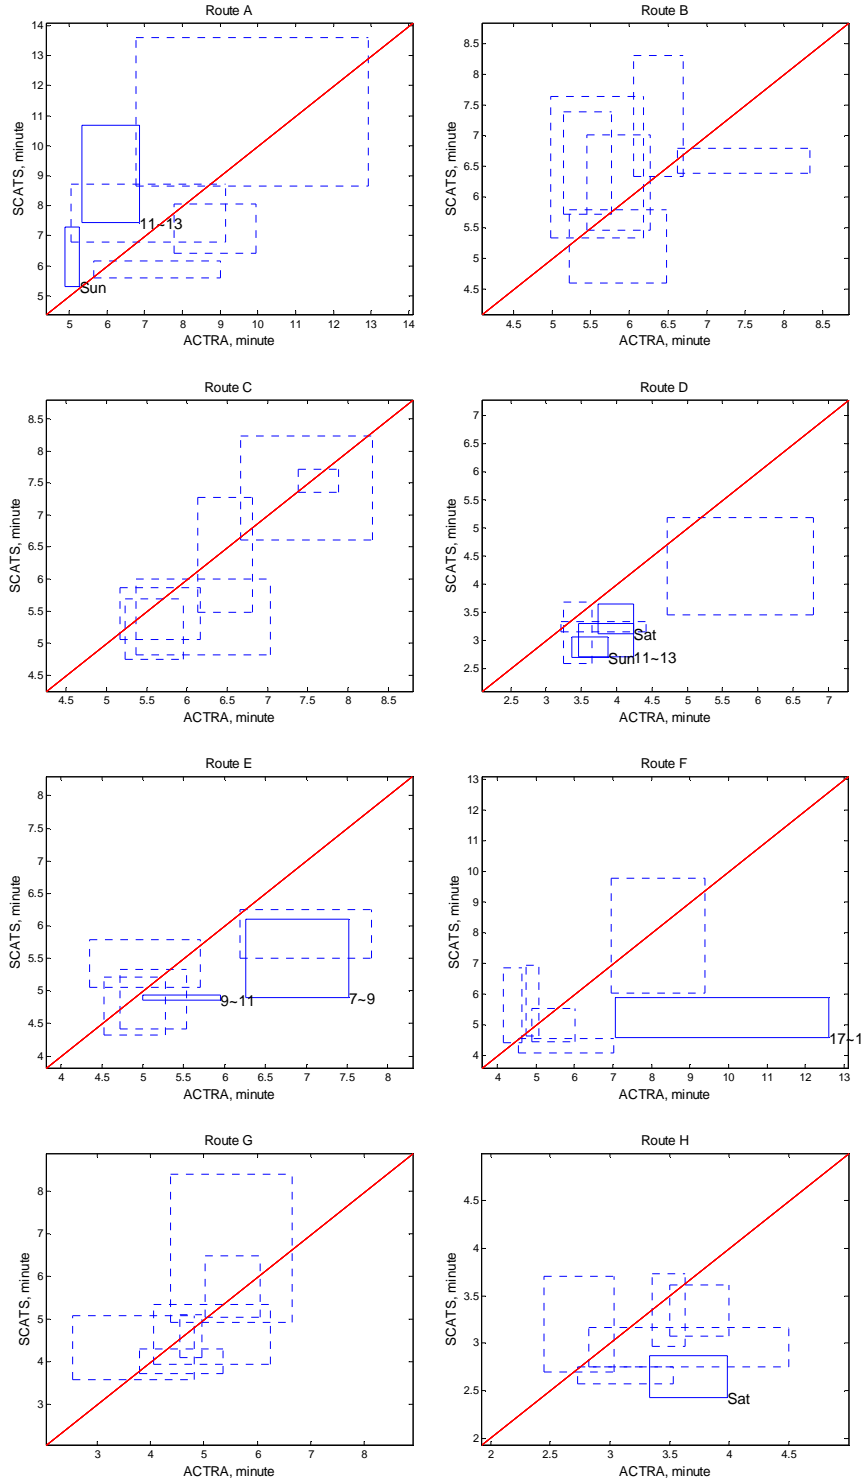 Route A
14
13
12
11
10
9
8
7
6
5
SCATS, minute
11~13
Sun
5 6 7 8 9 10 11 12 13 14
ACTRA, minute
Route B
8.5
8
7.5
7
6.5
6
5.5
5
4.5
SCATS, minute
4.5 5 5.5 6 6.5 7 7.5 8 8.5
ACTRA, minute
Route C
8.5
8
7.5
7
6.5
6
5.5
5
4.5
SCATS, minute
4.5 5 5.5 6 6.5 7 7.5 8 8.5
ACTRA, minute
Route D
7
6.5
6
5.5
5
4.5
4
3.5
3
2.5
SCATS, minute
Sat
Sun 11~13
2.5 3 3.5 4 4.5 5 5.5 6 6.5 7
ACTRA, minute
Route E
8
7.5
7
6.5
6
5.5
5
4.5
4
SCATS, minute
9~11
7~9
4 4.5 5 5.5 6 6.5 7 7.5 8
ACTRA, minute
Route F
13
12
11
10
9
8
7
6
5
4
SCATS, minute
17~1
4 5 6 7 8 9 10 11 12 13
ACTRA, minute
Route G
8
7
6
5
4
3
SCATS, minute
3 4 5 6 7 8
ACTRA, minute
Route H
4.5
4
3.5
3
2.5
2
SCATS, minute
Sat
2 2.5 3 3.5 4 4.5
ACTRA, minute